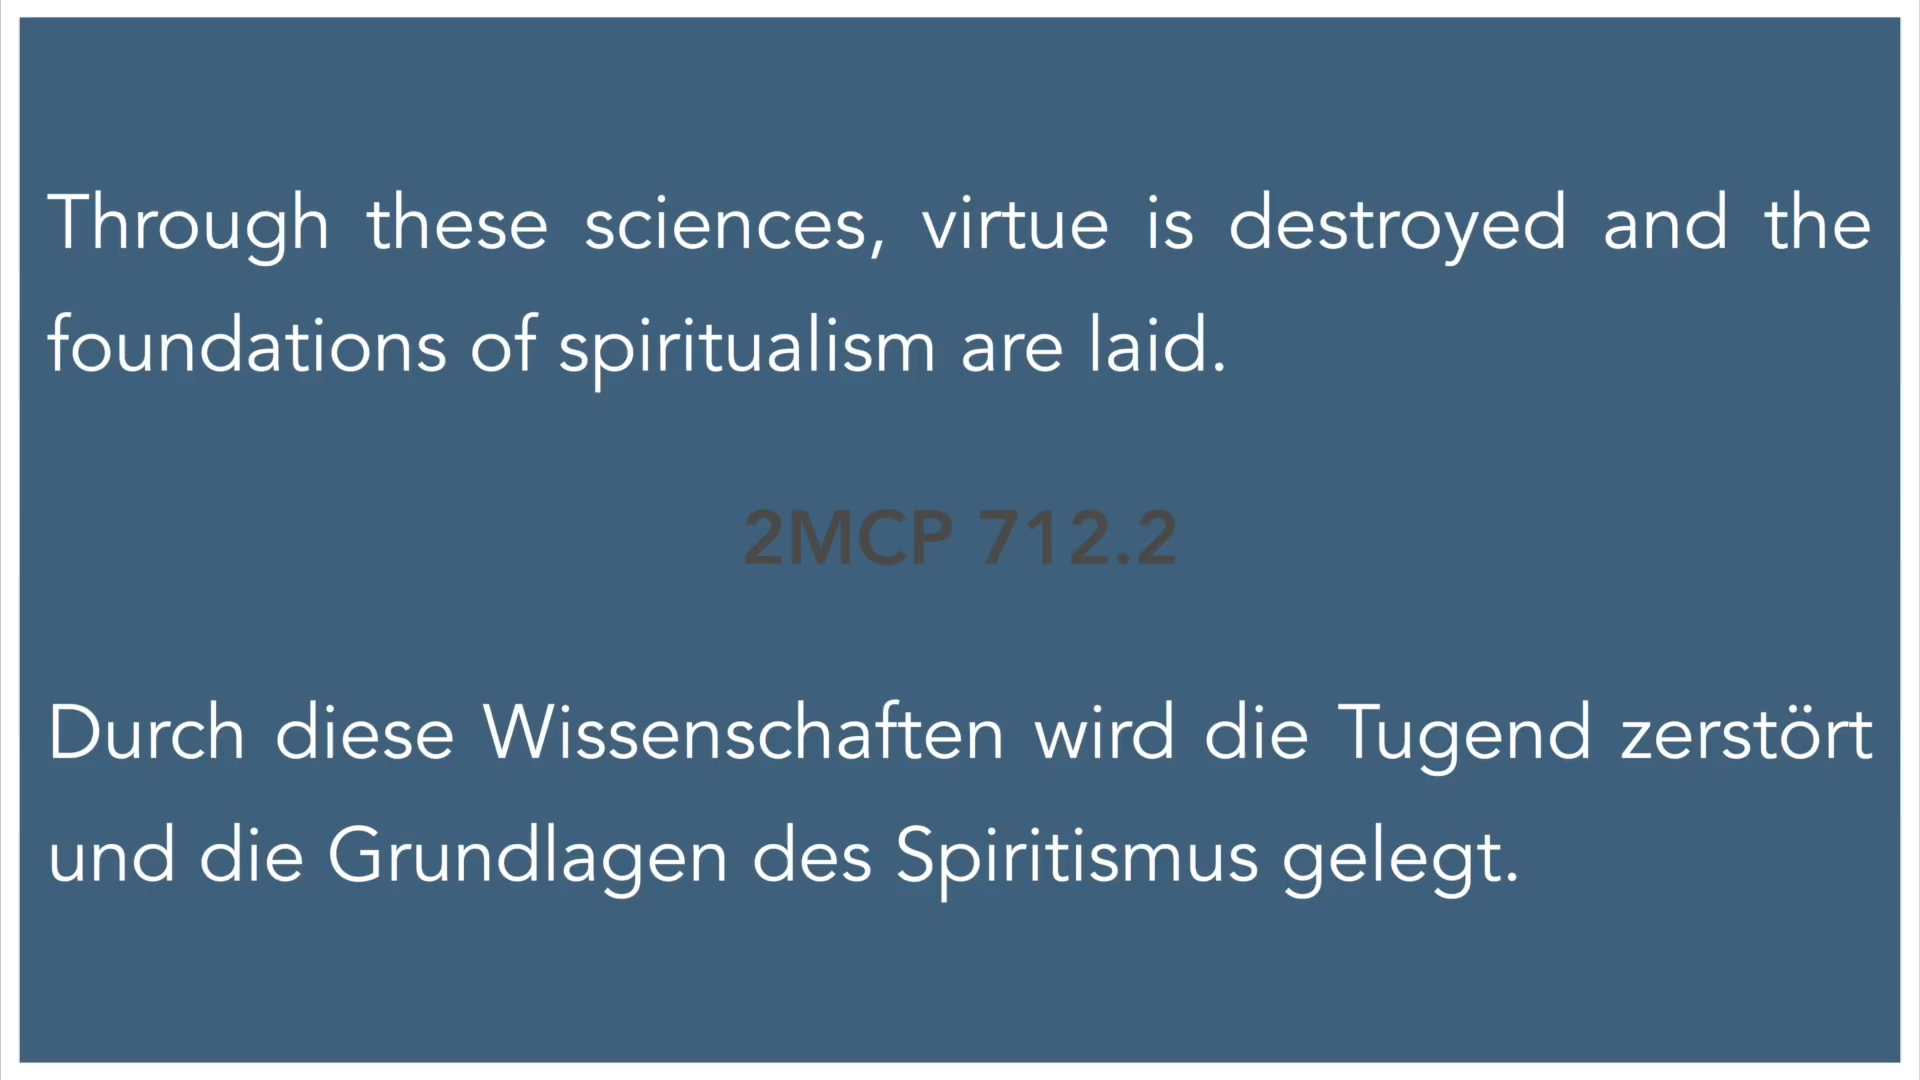 Through these sciences, virtue is destroyed and the
foundations of spiritualism are laid.
2MCP 712.2
Durch diese Wissenschaften wird die Tugend zerstört
und die Grundlagen des Spiritismus gelegt.